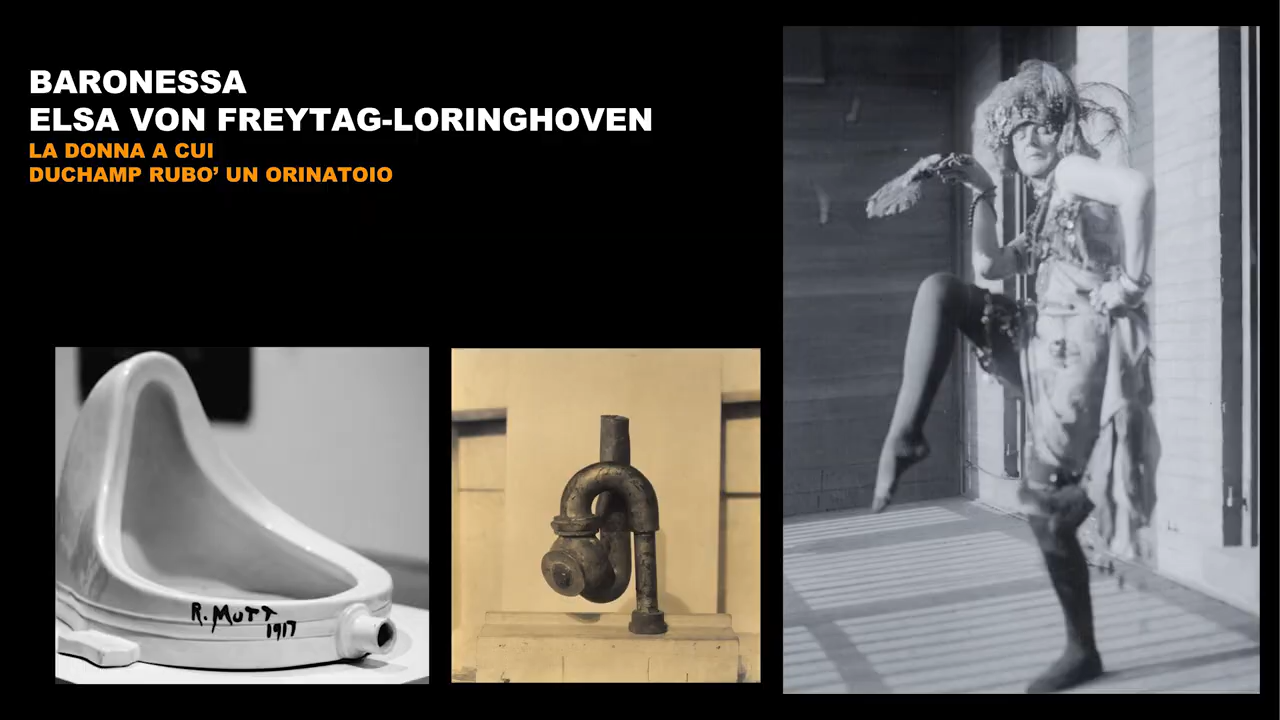 BARONESSA
ELSA VON FREYTAG-LORINGHOVEN
LA DONNA A CUI
DUCHAMP RUBO’ UN ORINATOIO
R.MUTT
1917